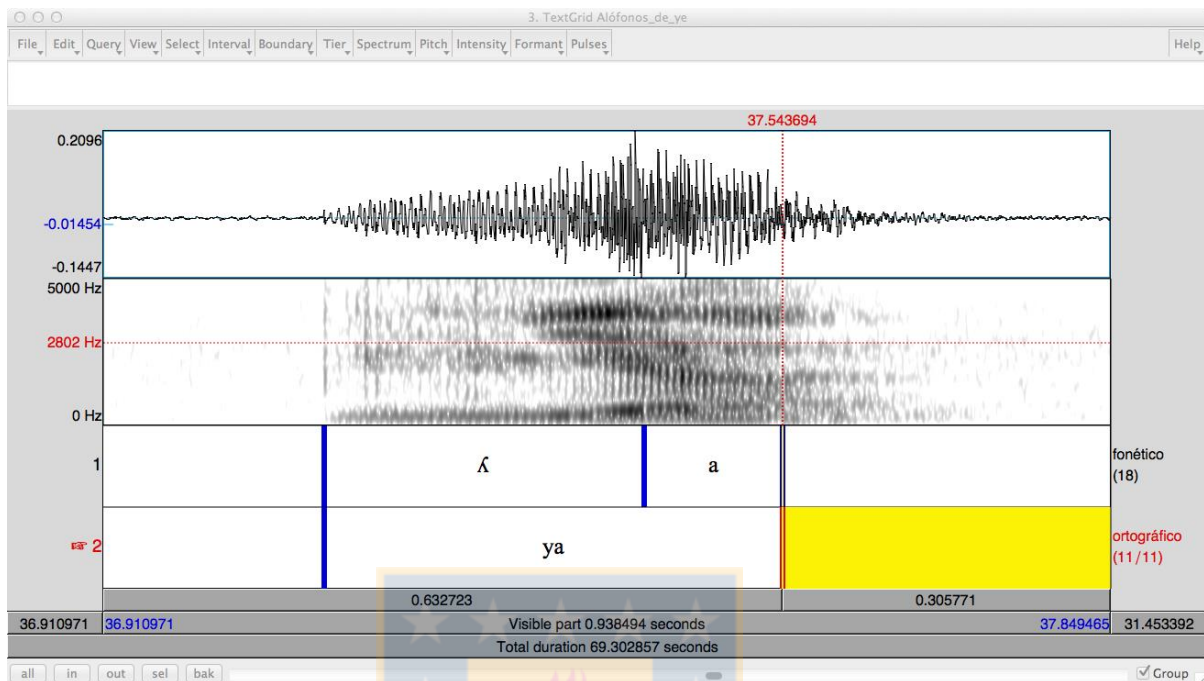 3. TextGrid Alófonos_de_ye
File Edit Query View Select Interval Boundary Tier Spectrum Pitch Intensity Formant Pulses Help
37.543694
0.2096
-0.01454
-0.1447
5000 Hz
2802 Hz
0 Hz
1 ʎ a fonético
(18)
☞ 2 ya ortográfico
(11/11)
0.632723 0.305771
36.910971 36.910971 Visible part 0.938494 seconds 37.849465 31.453392
Total duration 69.302857 seconds
all in out sel bak Group